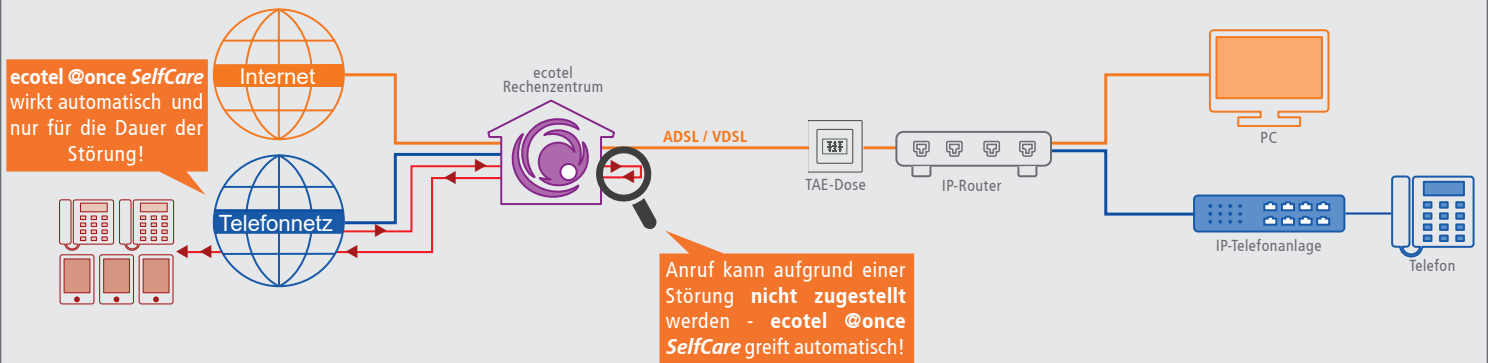 ecotel @once SelfCare
wirkt automatisch und
nur für die Dauer der
Störung!
Internet
Telefonnetz
ecotel
Rechenzentrum
ADSL / VDSL
TAE-Dose
IP-Router
PC
IP-Telefonanlage
Telefon
Anruf kann aufgrund einer
Störung nicht zugestellt
werden - ecotel @once
SelfCare greift automatisch!